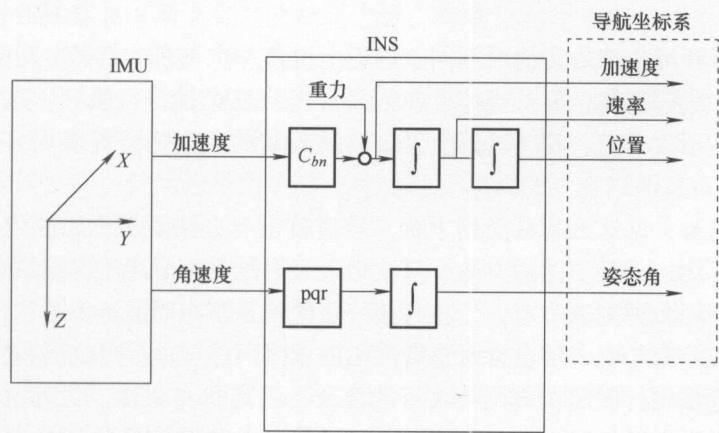 导航坐标系
INS
IMU
加速度
重力
速率
X
加速度
C_bn
∫
∫
位置
Y
角速度
pqr
∫
姿态角
Z